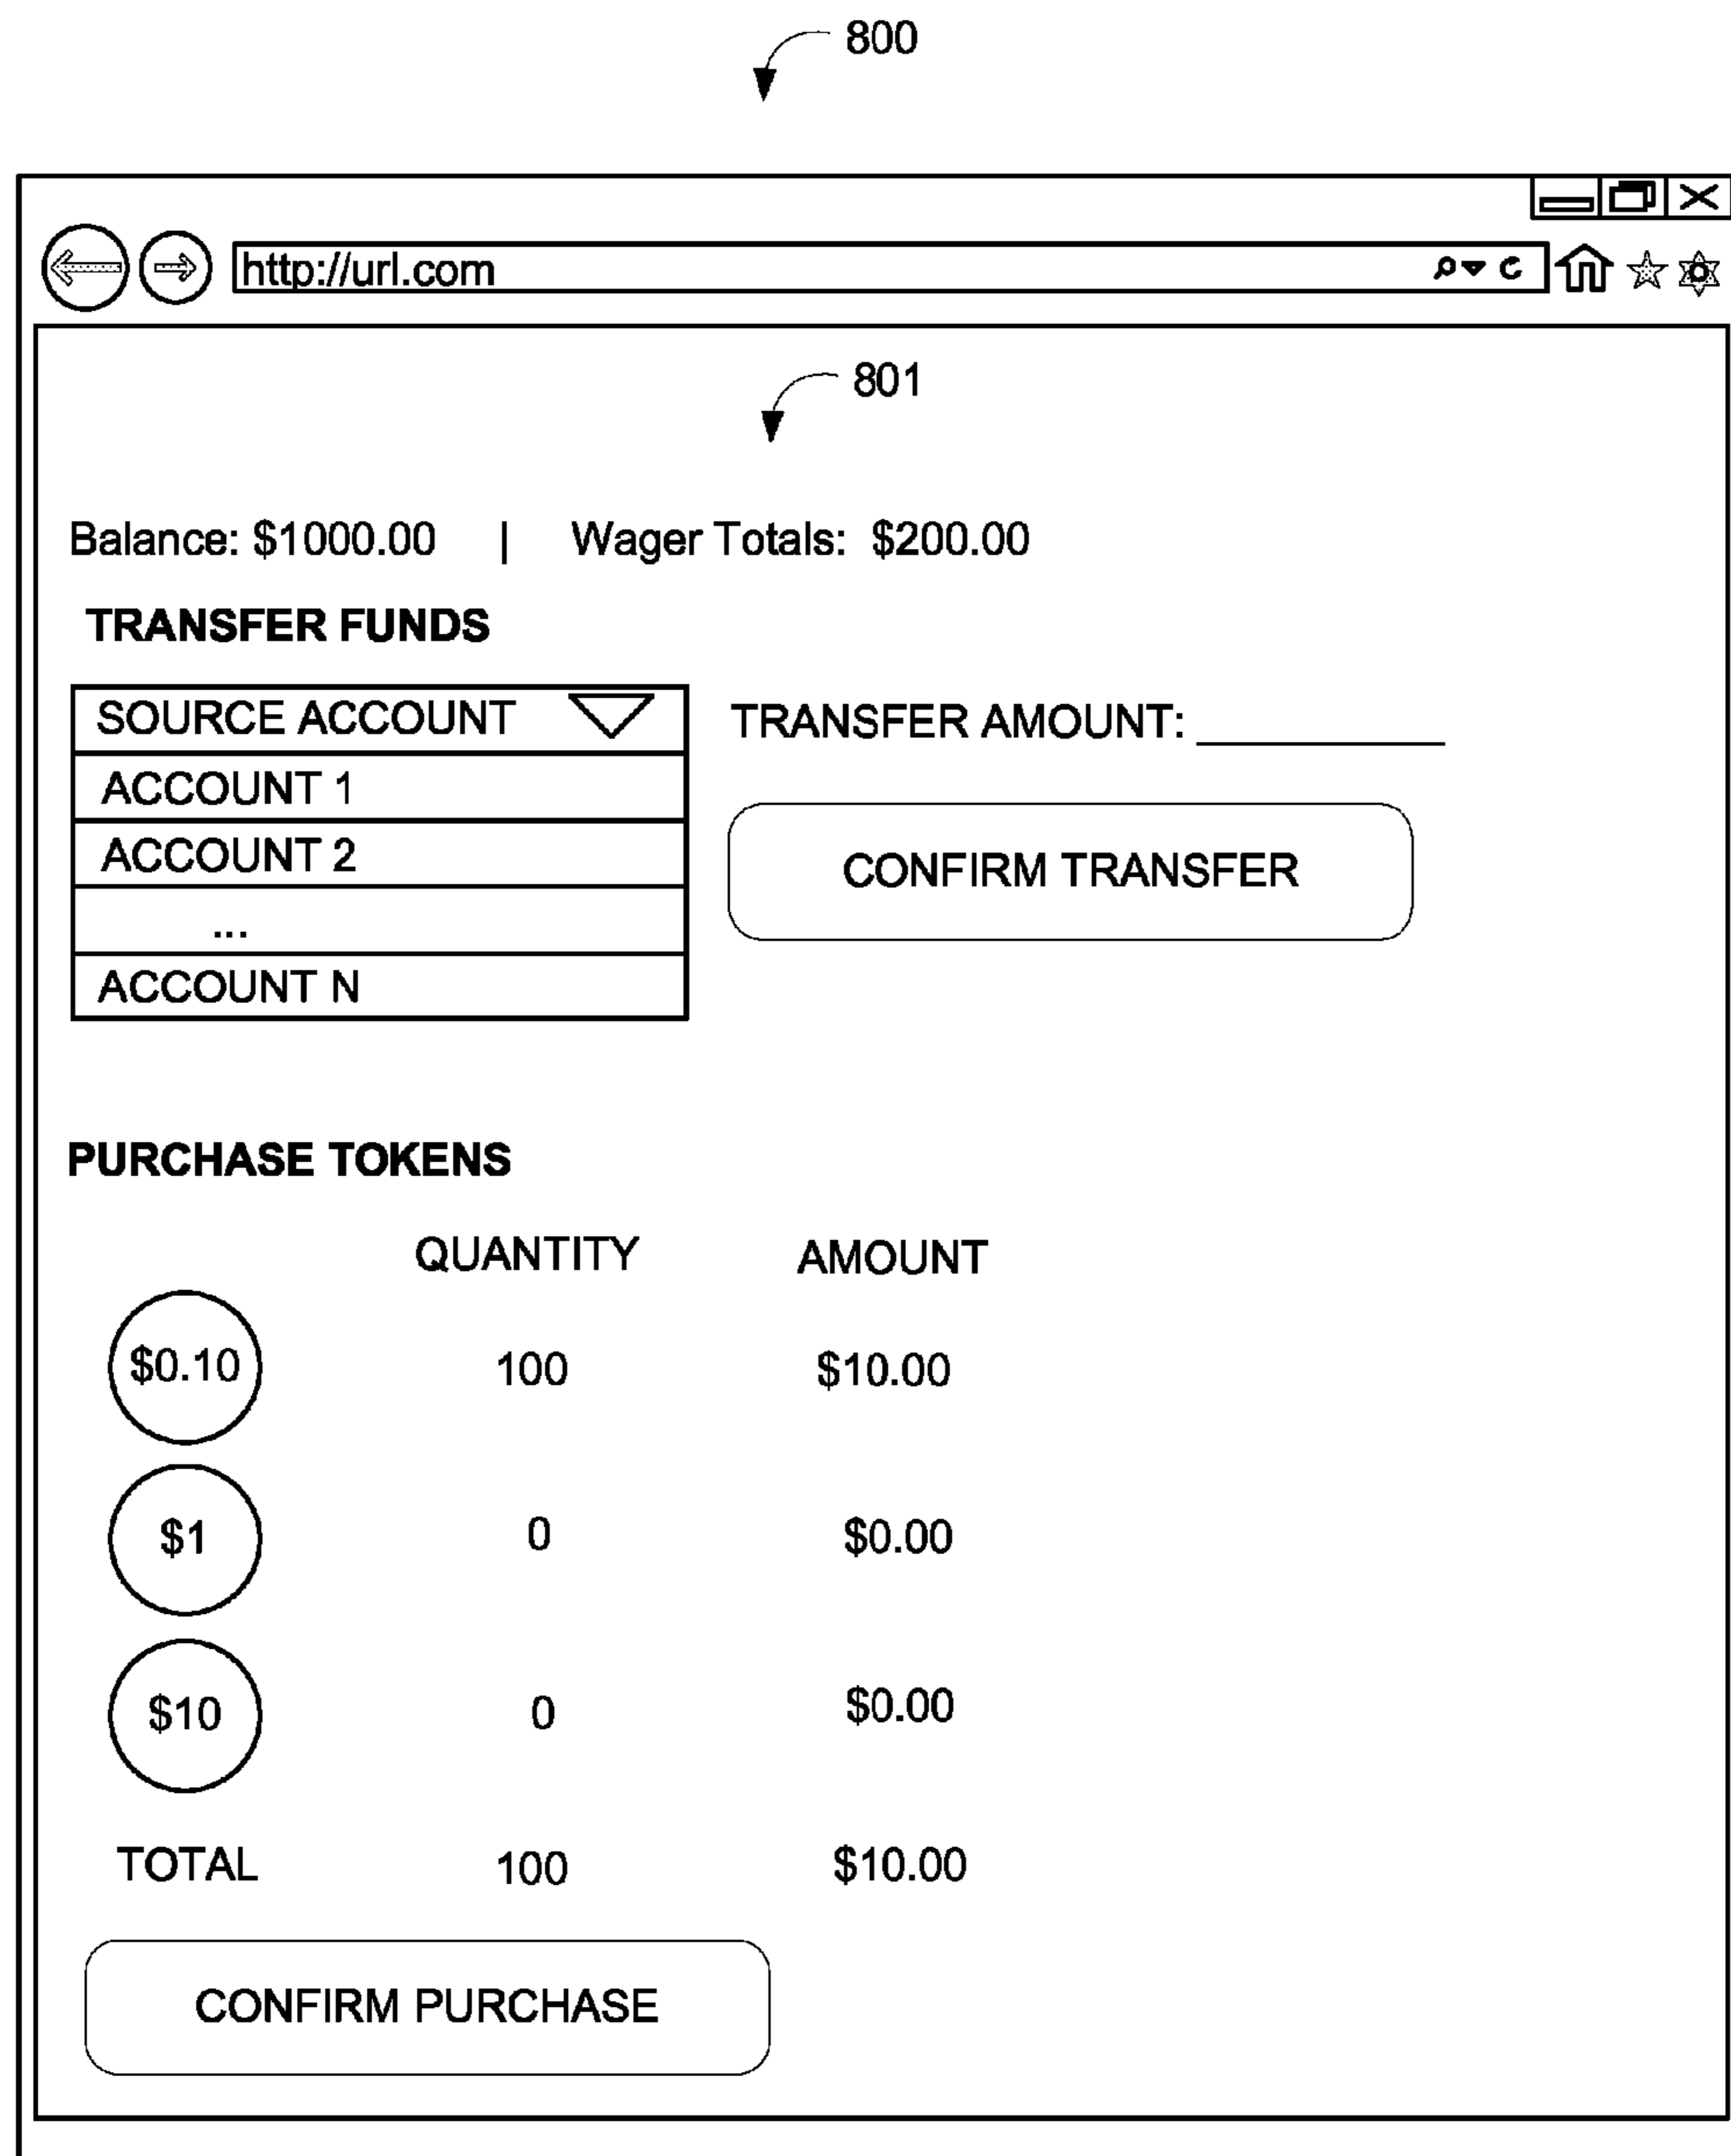 800
http://url.com
801
Balance: $1000.00 | Wager Totals: $200.00
TRANSFER FUNDS
SOURCE ACCOUNT
TRANSFER AMOUNT: __________
ACCOUNT 1
ACCOUNT 2
CONFIRM TRANSFER
...
ACCOUNT N
PURCHASE TOKENS
QUANTITY AMOUNT
$0.10 100 $10.00
$1 0 $0.00
$10 0 $0.00
TOTAL 100 $10.00
CONFIRM PURCHASE